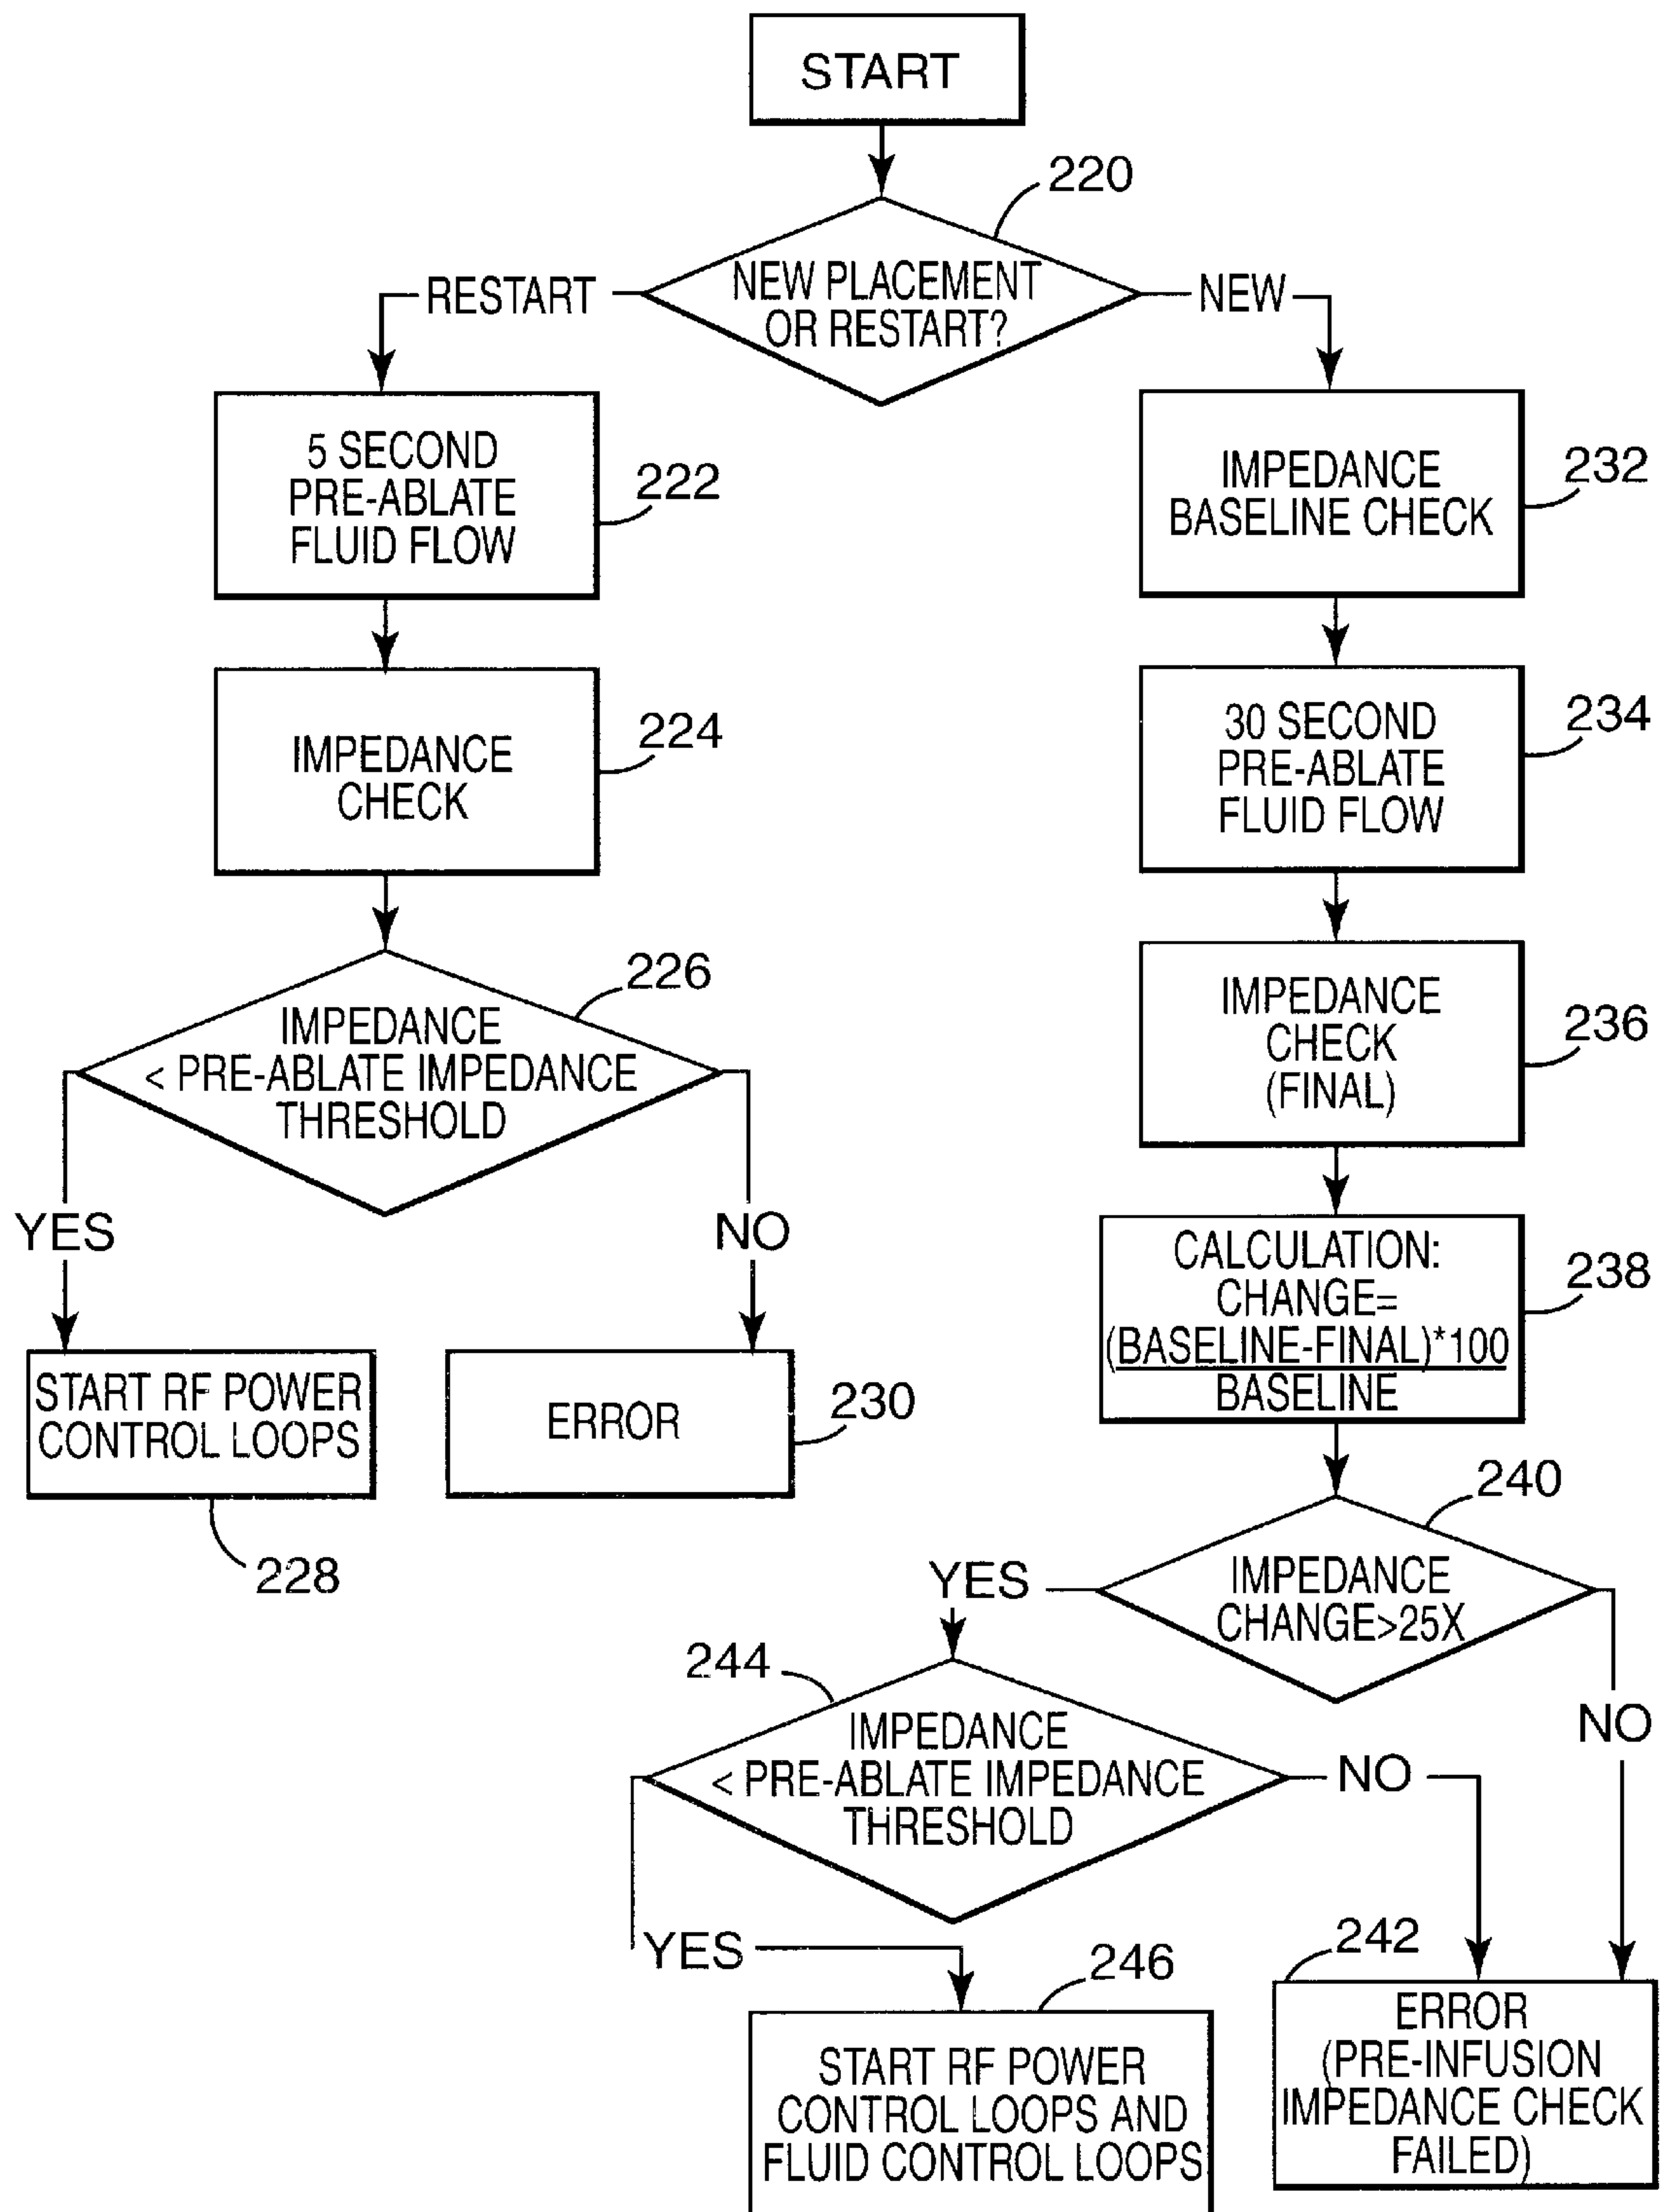 START
220
NEW PLACEMENT
OR RESTART?
RESTART
NEW
5 SECOND
PRE-ABLATE
FLUID FLOW
222
IMPEDANCE
BASELINE CHECK
232
IMPEDANCE
CHECK
224
30 SECOND
PRE-ABLATE
FLUID FLOW
234
IMPEDANCE
< PRE-ABLATE IMPEDANCE
THRESHOLD
226
IMPEDANCE
CHECK
(FINAL)
236
YES
NO
CALCULATION:
CHANGE=
(BASELINE-FINAL)*100
BASELINE
238
START RF POWER
CONTROL LOOPS
228
ERROR
230
240
IMPEDANCE
CHANGE>25X
YES
NO
244
IMPEDANCE
< PRE-ABLATE IMPEDANCE
THRESHOLD
NO
YES
246
START RF POWER
CONTROL LOOPS AND
FLUID CONTROL LOOPS
242
ERROR
(PRE-INFUSION
IMPEDANCE CHECK
FAILED)